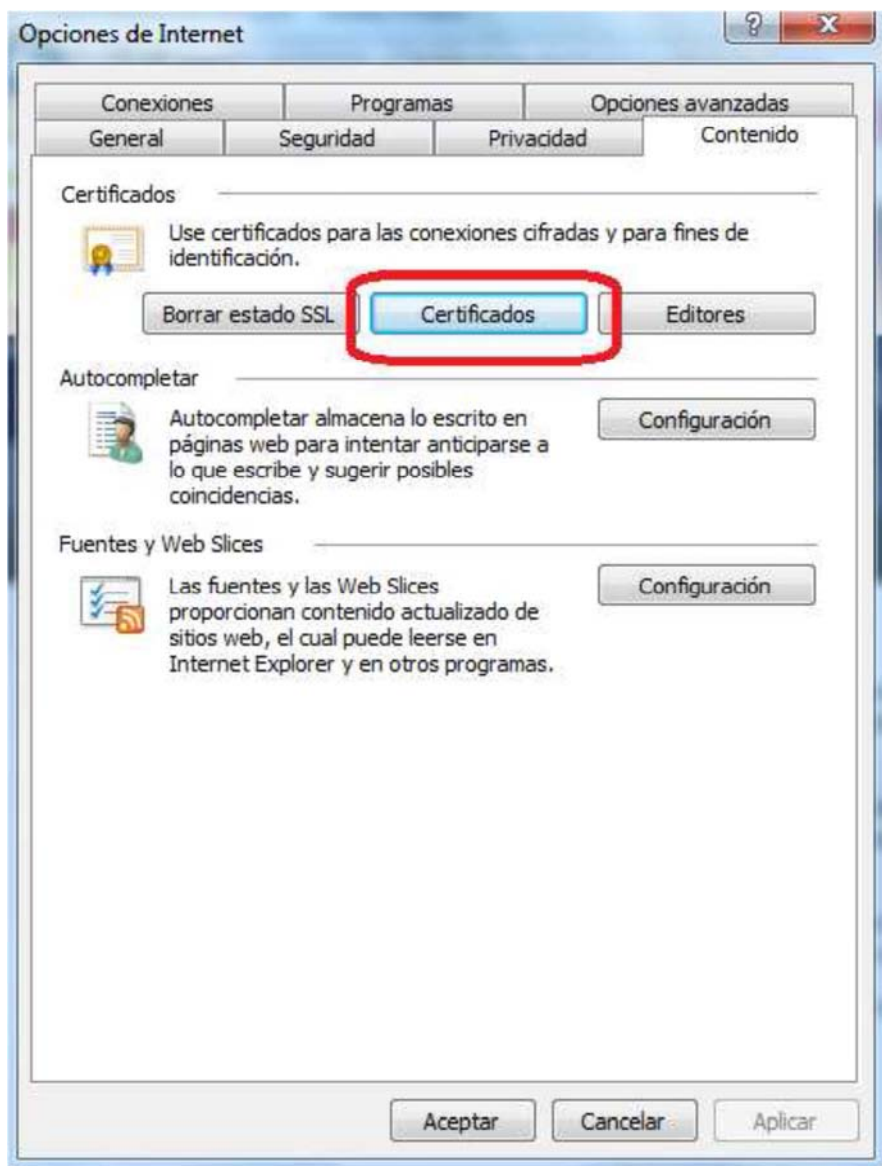 Opciones de Internet
Conexiones
Programas
Opciones avanzadas
General
Seguridad
Privacidad
Contenido
Certificados
Use certificados para las conexiones cifradas y para fines de
identificación.
Borrar estado SSL
Certificados
Editores
Autocompletar
Autocompletar almacena lo escrito en
páginas web para intentar anticiparse a
lo que escribe y sugerir posibles
coincidencias.
Configuración
Fuentes y Web Slices
Las fuentes y las Web Slices
proporcionan contenido actualizado de
sitios web, el cual puede leerse en
Internet Explorer y en otros programas.
Configuración
Aceptar
Cancelar
Aplicar